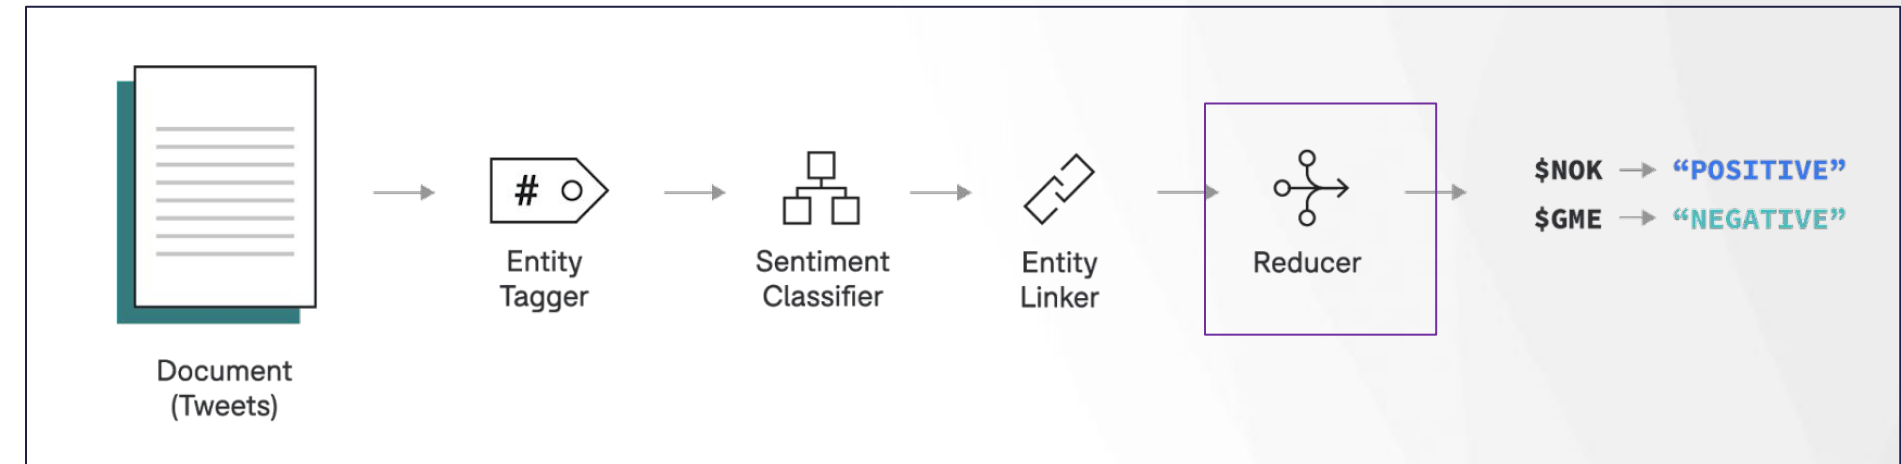 Document
(Tweets)
#
Entity
Tagger
Sentiment
Classifier
Entity
Linker
Reducer
$NOK → “POSITIVE”
$GME → “NEGATIVE”